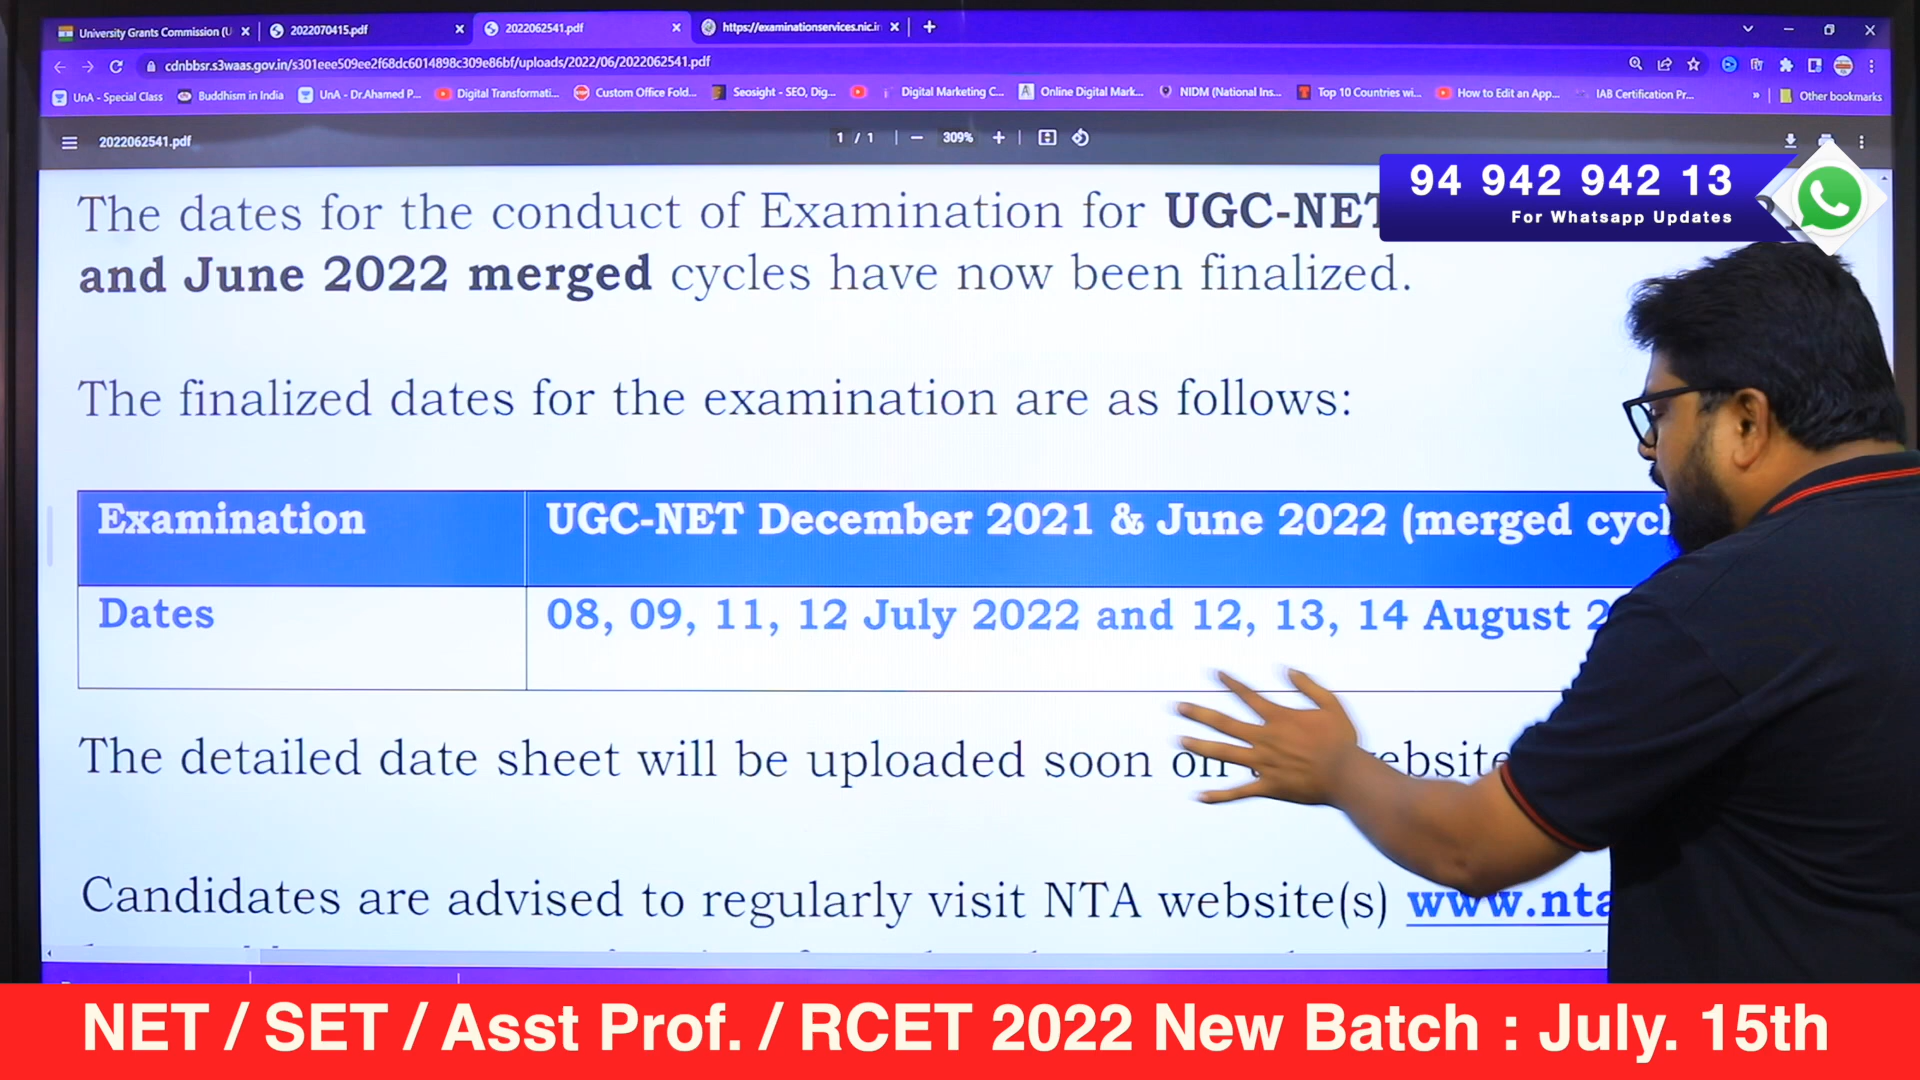 University Grants Commission (U
2022070415.pdf
2022062541.pdf
https://examinationservices.nic.in
cdnbbsr.s3waas.gov.in/s301eee509ee2f68dc6014898c309e86bf/uploads/2022/06/2022062541.pdf
UnA - Special Class
Buddhism in India
UnA - Dr.Ahamed P...
Digital Transformati...
Custom Office Fold...
Seosight - SEO, Dig...
Digital Marketing C...
Online Digital Mark...
NIDM (National Ins...
Top 10 Countries wi...
How to Edit an App...
IAB Certification Pr...
»
Other bookmarks
2022062541.pdf
1 / 1
309%
94 942 942 13
For Whatsapp Updates
The dates for the conduct of Examination for UGC-NET
and June 2022 merged cycles have now been finalized.
The finalized dates for the examination are as follows:
Examination
UGC-NET December 2021 & June 2022 (merged cycl
Dates
08, 09, 11, 12 July 2022 and 12, 13, 14 August 2
The detailed date sheet will be uploaded soon on ebsite
Candidates are advised to regularly visit NTA website(s) www.nta
NET / SET / Asst Prof. / RCET 2022 New Batch : July. 15th